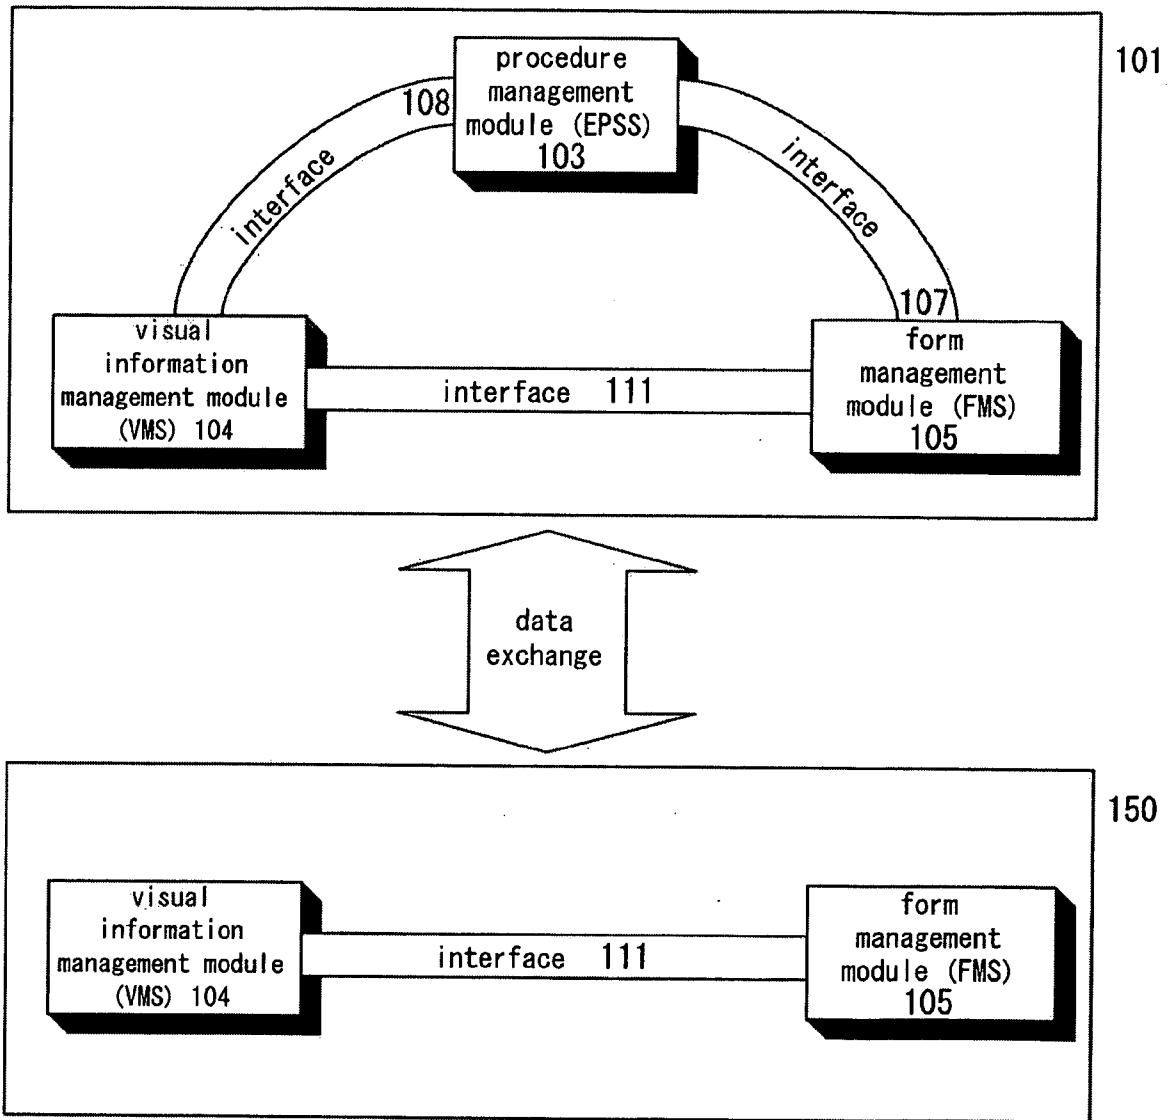 101
procedure
management
module (EPSS)
103
108
interface
interface
107
visual
information
management module
(VMS) 104
interface 111
form
management
module (FMS)
105
data
exchange
150
visual
information
management module
(VMS) 104
interface 111
form
management
module (FMS)
105